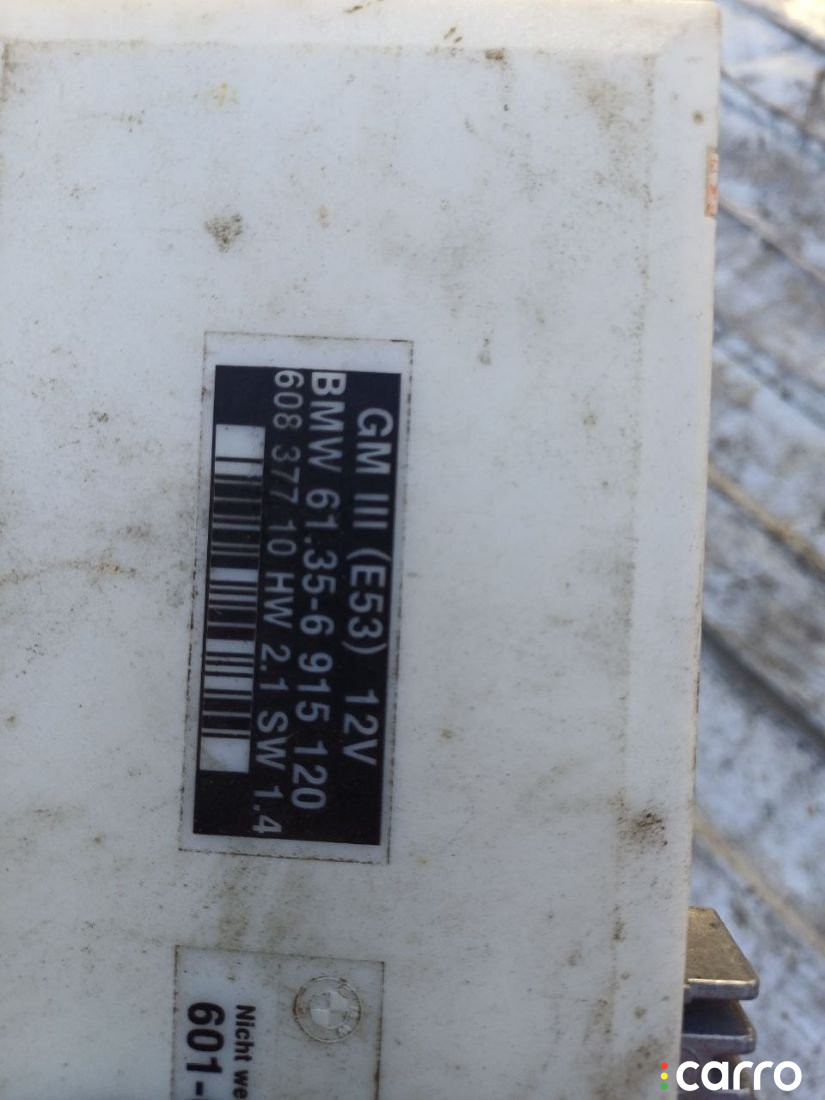 GM III (E53) 12V
BMW 61.35-6 915 120
608 377 10 HW 2.1 SW 1.4
Nicht we
601-
carro